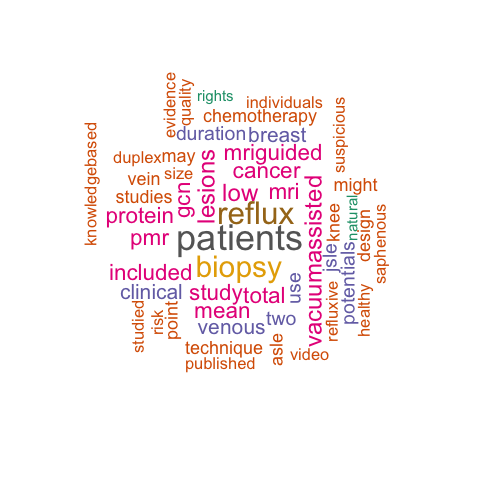 rights
individuals
evidence
quality
chemotherapy
suspicious
knowledgebased
duration
breast
duplex
may
mriguided
vein
size
cancer
might
studies
gcn
lesions
low
mri
vacuumassisted
knee
natural
design
saphenous
protein
reflux
pmr
patients
jsle
potentials
included
biopsy
clinical
study
total
use
refluxive
healthy
studied
risk
point
mean
venous
two
technique
asle
video
published